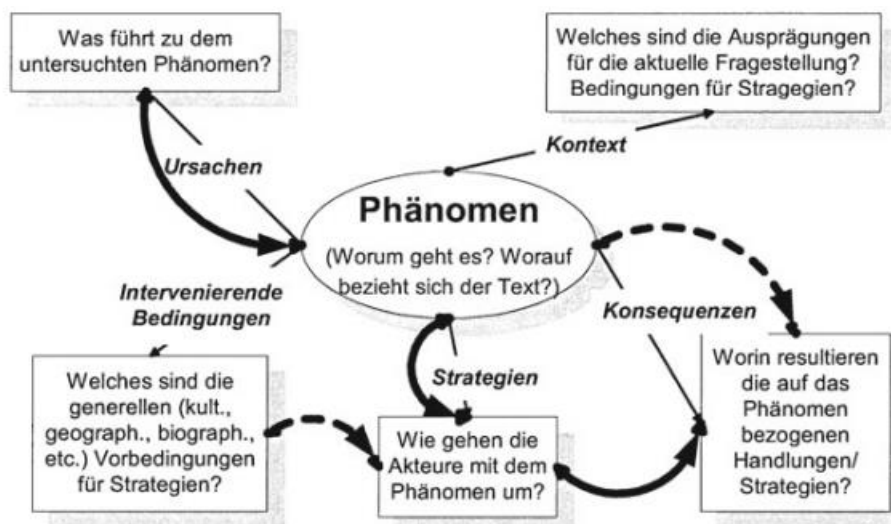 Was führt zu dem
untersuchten Phänomen?
Welches sind die Ausprägungen
für die aktuelle Fragestellung?
Bedingungen für Stragegien?
Ursachen
Kontext
Phänomen
(Worum geht es? Worauf
bezieht sich der Text?)
Intervenierende
Bedingungen
Konsequenzen
Strategien
Welches sind die
generellen (kult.,
geograph., biograph.,
etc.) Vorbedingungen
für Strategien?
Wie gehen die
Akteure mit dem
Phänomen um?
Worin resultieren
die auf das
Phänomen
bezogenen
Handlungen/
Strategien?